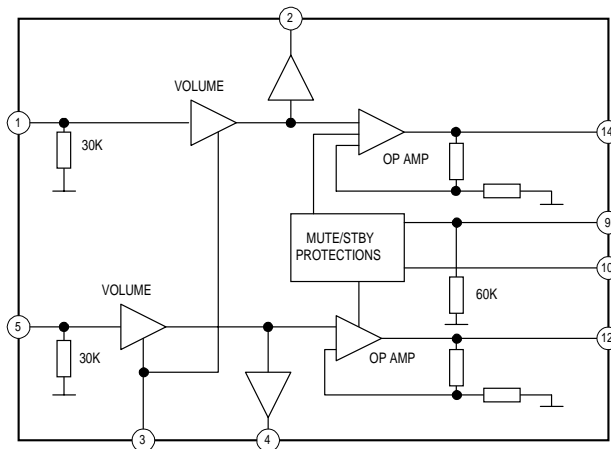 2
VOLUME
1
30K
OP AMP
14
9
MUTE/STBY
PROTECTIONS
10
VOLUME
60K
5
30K
OP AMP
12
3
4